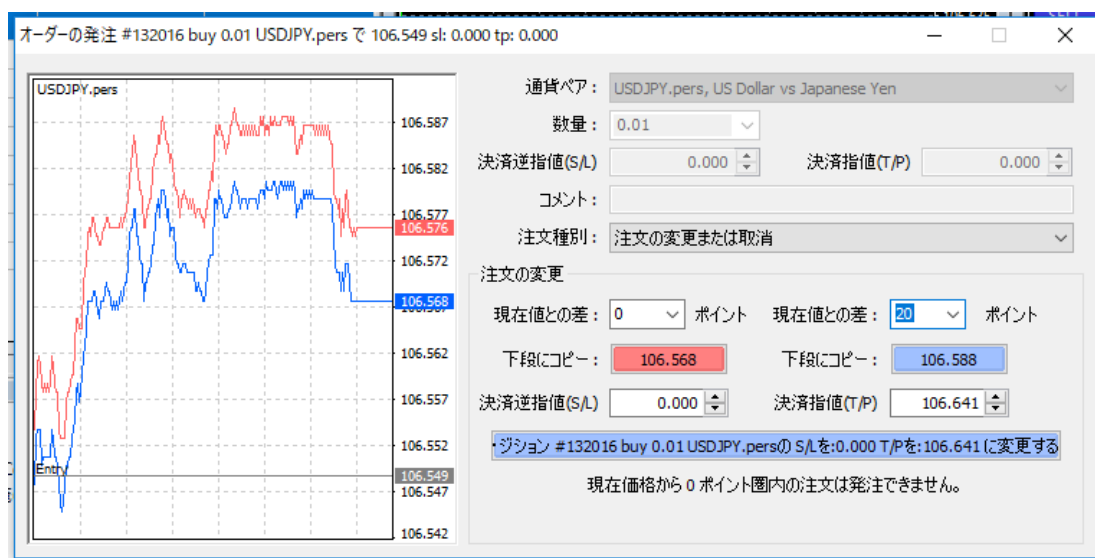 オーダーの発注 #132016 buy 0.01 USDJPY.pers で 106.549 sl: 0.000 tp: 0.000
USDJPY.pers
106.587
106.582
106.577
106.576
106.572
106.568
106.562
106.557
106.552
Entry
106.549
106.547
106.542
通貨ペア： USDJPY.pers, US Dollar vs Japanese Yen
数量： 0.01
決済逆指値(S/L) 0.000 決済指値(T/P) 0.000
コメント：
注文種別： 注文の変更または取消
注文の変更
現在値との差： 0 ポイント 現在値との差： 20 ポイント
下段にコピー： 106.568 下段にコピー： 106.588
決済逆指値(S/L) 0.000 決済指値(T/P) 106.641
ジション #132016 buy 0.01 USDJPY.persの S/Lを:0.000 T/Pを:106.641 に変更する
現在価格から 0 ポイント圏内の注文は発注できません。